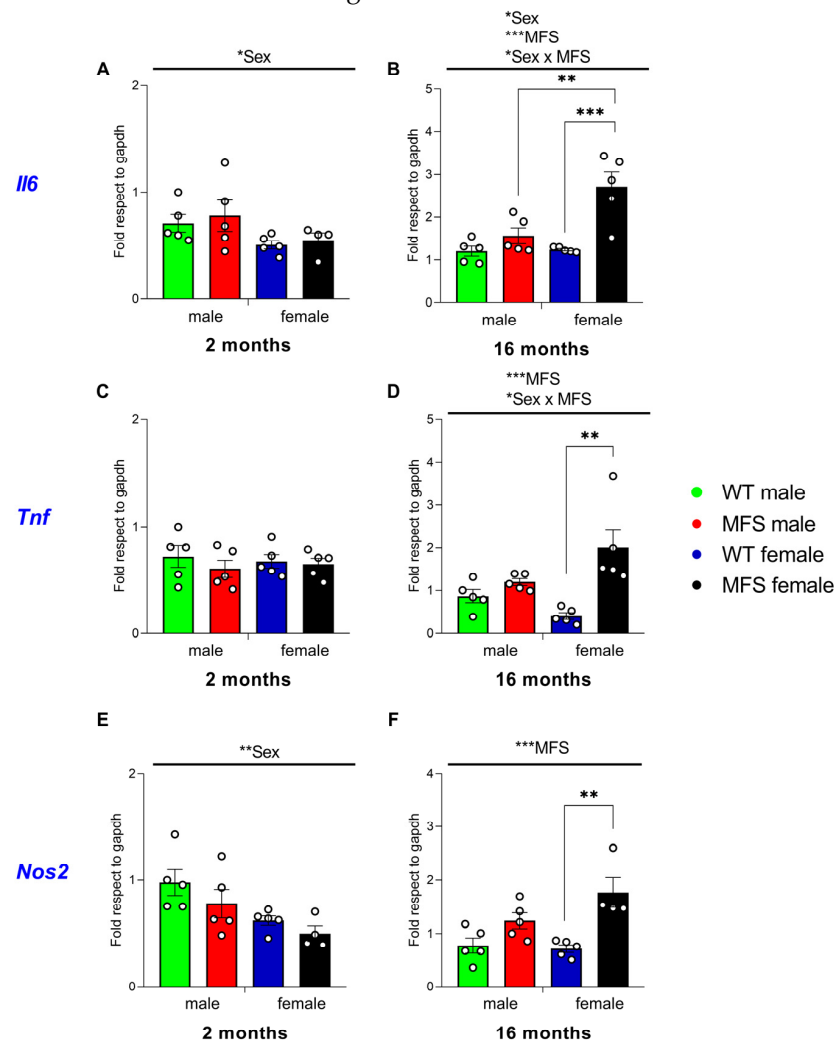 *Sex
***MFS
*Sex x MFS
A
*Sex
B
**
***
Il6
Fold respect to gapdh
2
1
0
male
female
2 months
Fold respect to gapdh
5
4
3
2
1
0
male
female
16 months
C
D
***MFS
*Sex x MFS
**
Tnf
Fold respect to gapdh
2
1
0
male
female
2 months
Fold respect to gapdh
5
4
3
2
1
0
male
female
16 months
WT male
MFS male
WT female
MFS female
E
**Sex
F
***MFS
**
Nos2
Fold respect to gapdh
2
1
0
male
female
2 months
Fold respect to gapdh
4
3
2
1
0
male
female
16 months